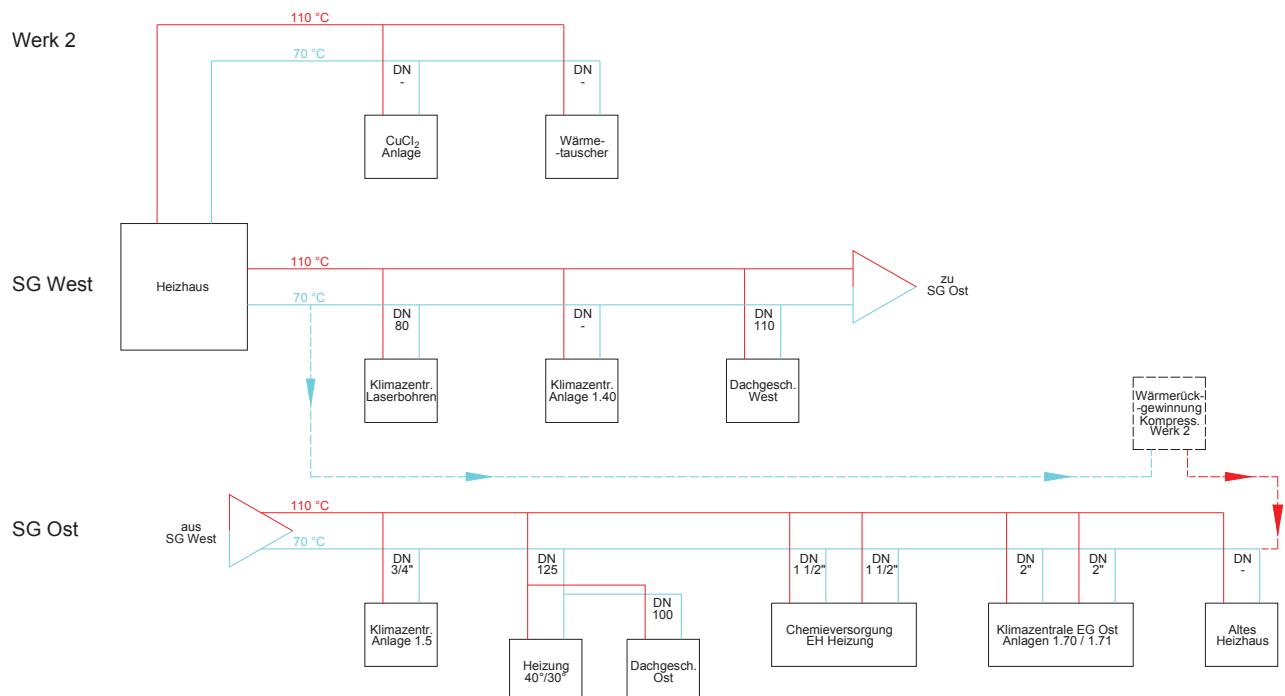 110 °C
Werk 2
70 °C
DN
-
DN
-
CuCl₂
Anlage
Wärme-
-tauscher
SG West
Heizhaus
110 °C
70 °C
zu
SG Ost
DN
80
DN
-
DN
110
Klimazentr.
Laserbohren
Klimazentr.
Anlage 1.40
Dachgesch.
West
Wärmerück-
-gewinnung
Kompress.
Werk 2
SG Ost
aus
SG West
110 °C
70 °C
DN
3/4"
DN
125
DN
100
DN
1 1/2"
DN
1 1/2"
DN
2"
DN
2"
DN
-
Klimazentr.
Anlage 1.5
Heizung
40°/30°
Dachgesch.
Ost
Chemieversorgung
EH Heizung
Klimazentrale EG Ost
Anlagen 1.70 / 1.71
Altes
Heizhaus